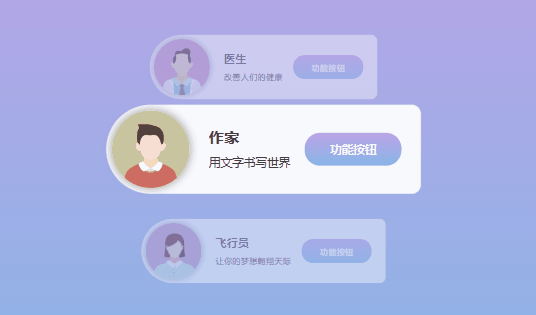 医生
改善人们的健康
功能按钮
作家
用文字书写世界
功能按钮
飞行员
让你的梦想翱翔天际
功能按钮